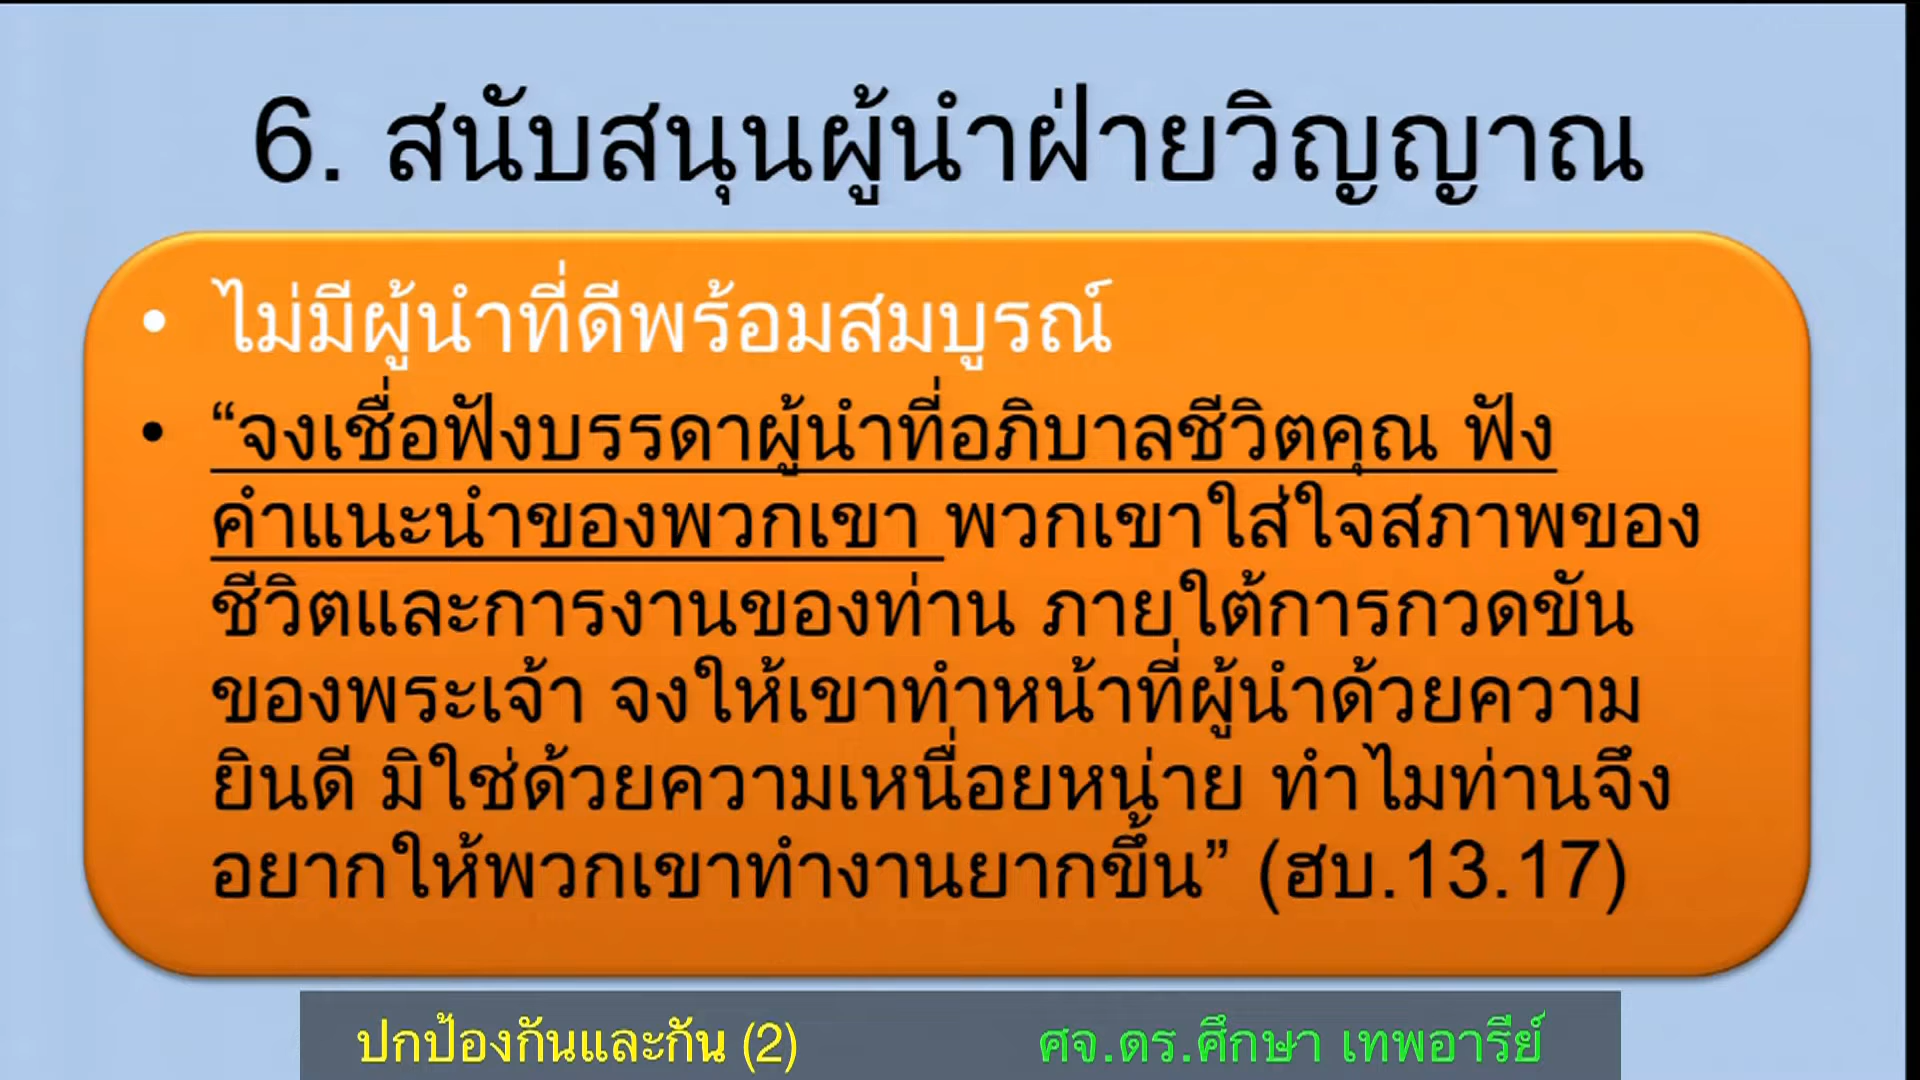 6. สนับสนุนผู้นำฝ่ายวิญญาณ
• ไม่มีผู้นำที่ดีพร้อมสมบูรณ์
• “จงเชื่อฟังบรรดาผู้นำที่อภิบาลชีวิตคุณ ฟัง
คำแนะนำของพวกเขา พวกเขาใส่ใจสภาพของ
ชีวิตและการงานของท่าน ภายใต้การกวดขัน
ของพระเจ้า จงให้เขาทำหน้าที่ผู้นำด้วยความ
ยินดี มิใช่ด้วยความเหนื่อยหน่าย ทำไมท่านจึง
อยากให้พวกเขาทำงานยากขึ้น” (ฮบ.13.17)
ปกป้องกันและกัน (2) ศจ.ดร.ศึกษา เทพอารีย์